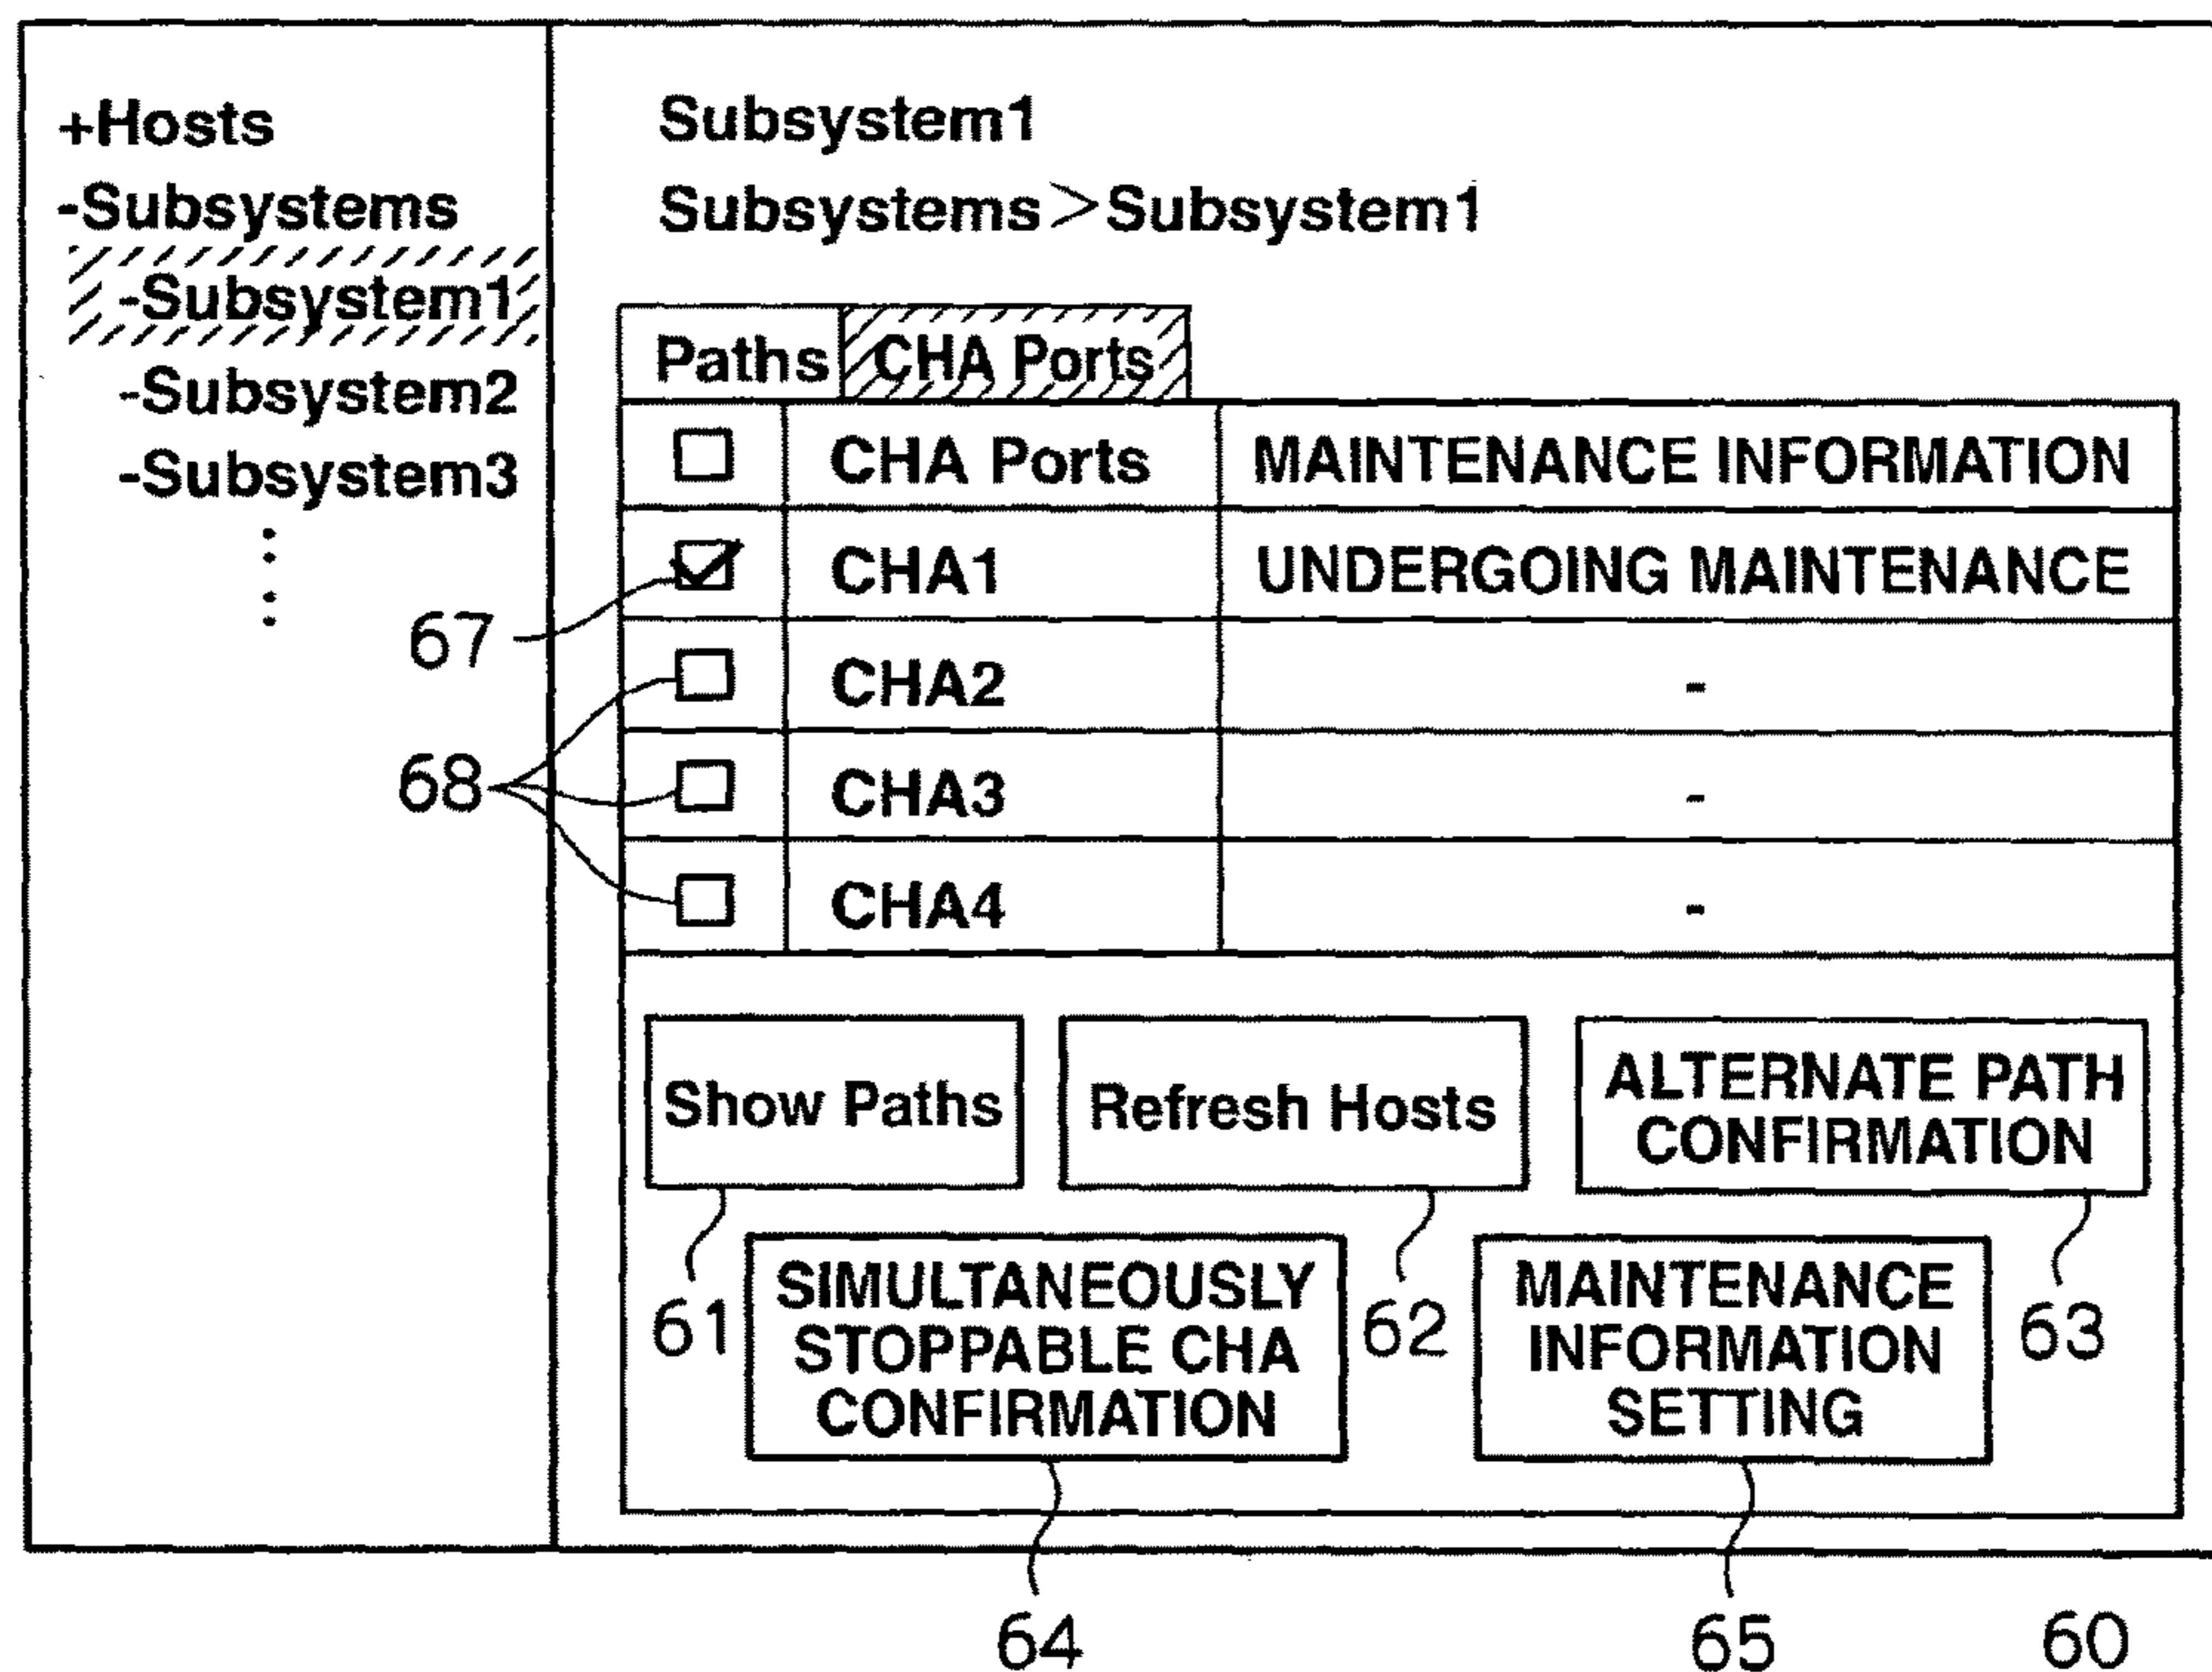 +Hosts
-Subsystems
-Subsystem1
-Subsystem2
-Subsystem3
Subsystem1
Subsystems>Subsystem1
Paths CHA Ports
CHA Ports MAINTENANCE INFORMATION
CHA1 UNDERGOING MAINTENANCE
67
CHA2 -
68
CHA3 -
CHA4 -
Show Paths
Refresh Hosts
ALTERNATE PATH
CONFIRMATION
61
62
63
SIMULTANEOUSLY
STOPPABLE CHA
CONFIRMATION
MAINTENANCE
INFORMATION
SETTING
64
65
60